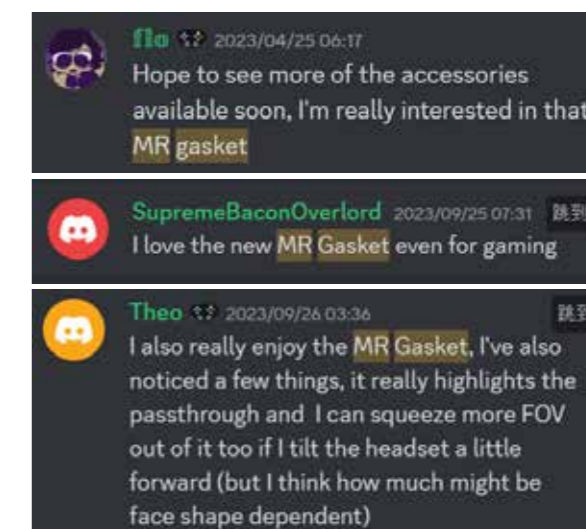 flo 2023/04/25 06:17
Hope to see more of the accessories
available soon, I'm really interested in that
MR gasket
SupremeBaconOverlord 2023/09/25 07:31 跳到
I love the new MR Gasket even for gaming
Theo 2023/09/26 03:36 跳到
I also really enjoy the MR Gasket, I've also
noticed a few things, it really highlights the
passthrough and I can squeeze more FOV
out of it too if I tilt the headset a little
forward (but I think how much might be
face shape dependent)